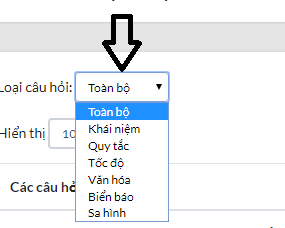 Loại câu hỏi: Toàn bộ
Toàn bộ
Khái niệm
Quy tắc
Tốc độ
Văn hóa
Biển báo
Sa hình
Hiển thị 10
Các câu